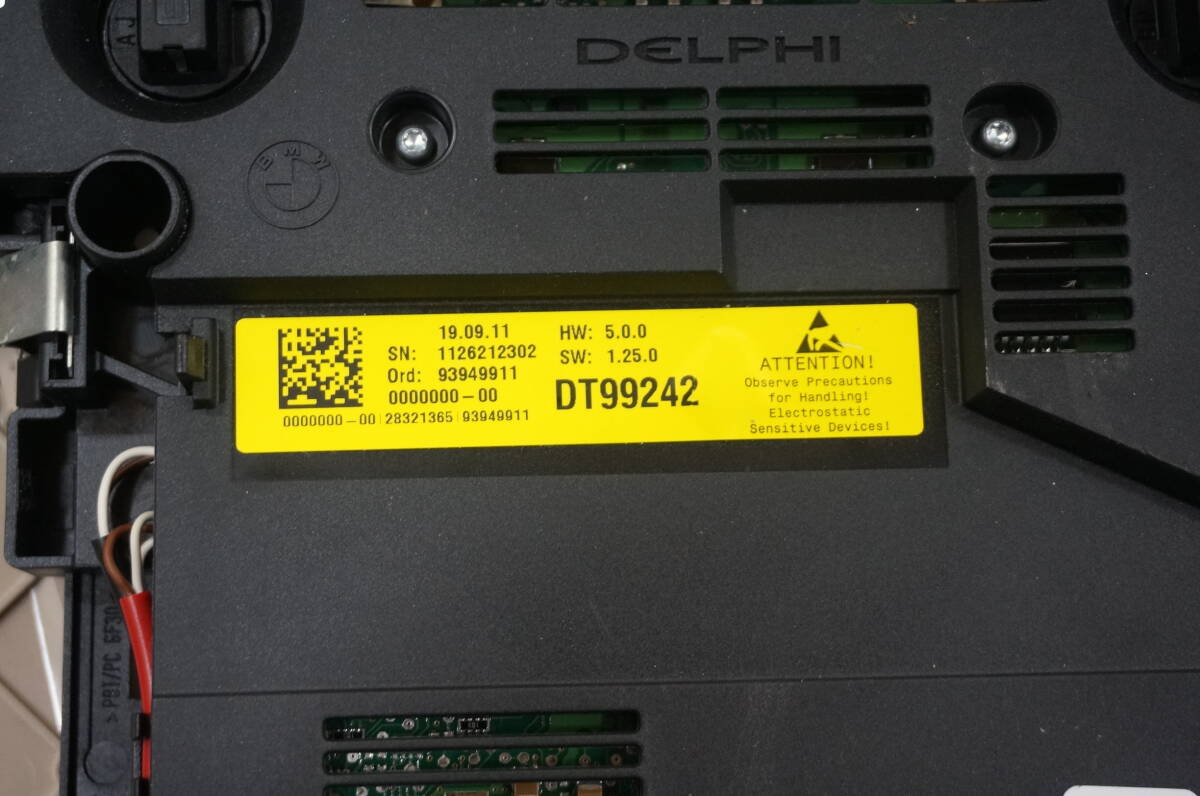 AJ
DELPHI
BMW
19.09.11
SN: 1126212302
Ord: 93949911
0000000-00
0000000-00 | 28321365 | 93949911
HW: 5.0.0
SW: 1.25.0
DT99242
ATTENTION!
Observe Precautions
for Handling!
Electrostatic
Sensitive Devices!
>PBT/PC GF30